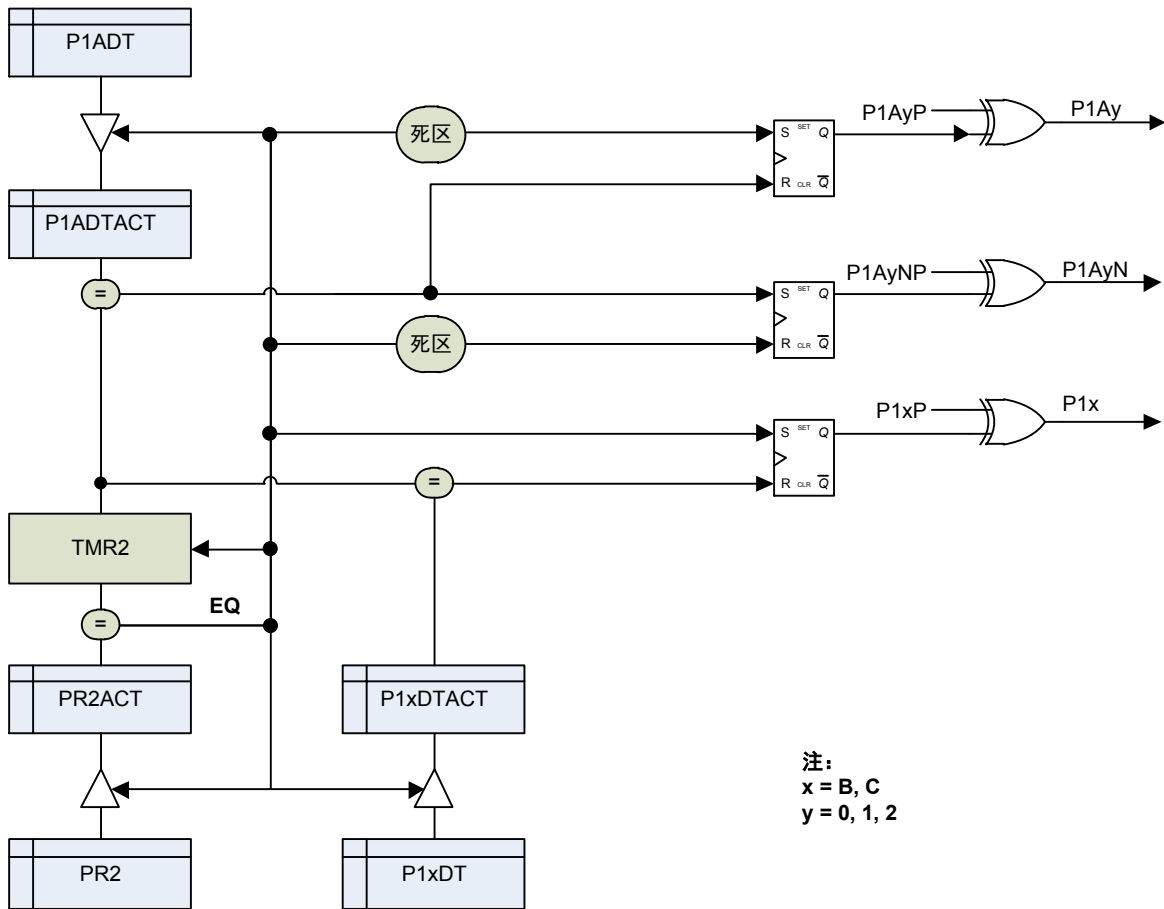 P1ADT
P1AyP
P1Ay
死区
S SET Q
R CLR Q
P1ADTACT
P1AyNP
P1AyN
=
S SET Q
死区
R CLR Q
P1xP
P1x
S SET Q
=
R CLR Q
TMR2
EQ
=
PR2ACT
P1xDTACT
注：
x = B, C
y = 0, 1, 2
PR2
P1xDT